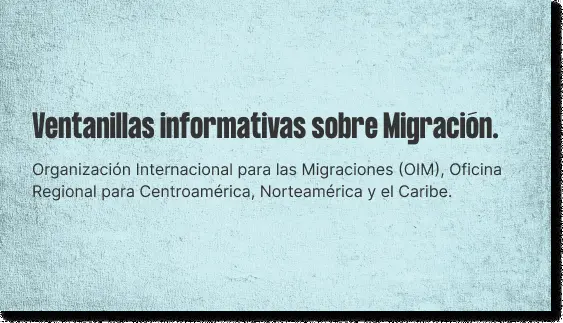 Ventanillas informativas sobre Migración.
Organización Internacional para las Migraciones (OIM), Oficina
Regional para Centroamérica, Norteamérica y el Caribe.